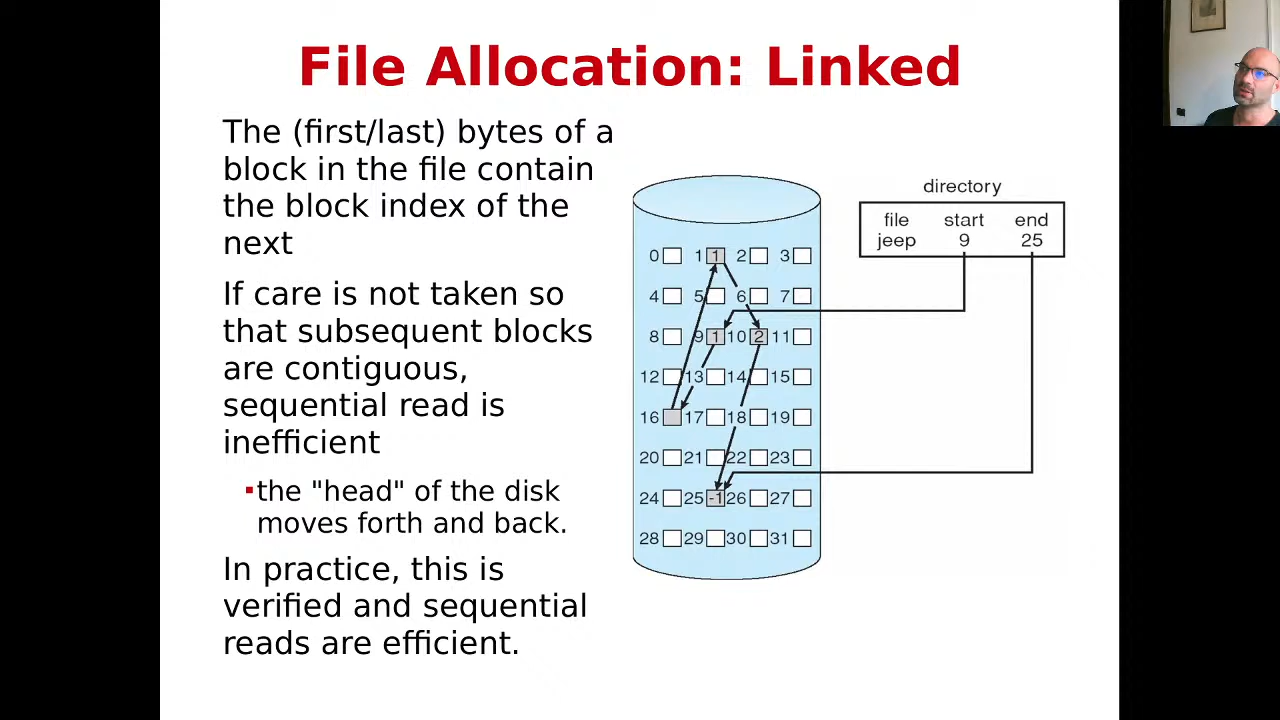 File Allocation: Linked
The (first/last) bytes of a
block in the file contain
the block index of the
next
If care is not taken so
that subsequent blocks
are contiguous,
sequential read is
inefficient
▪the "head" of the disk
moves forth and back.
In practice, this is
verified and sequential
reads are efficient.
directory
file start end
jeep 9 25
0 1 1 2 3
4 5 6 7
8 9 1 10 2 11
12 13 14 15
16 17 18 19
20 21 22 23
24 25 -1 26 27
28 29 30 31